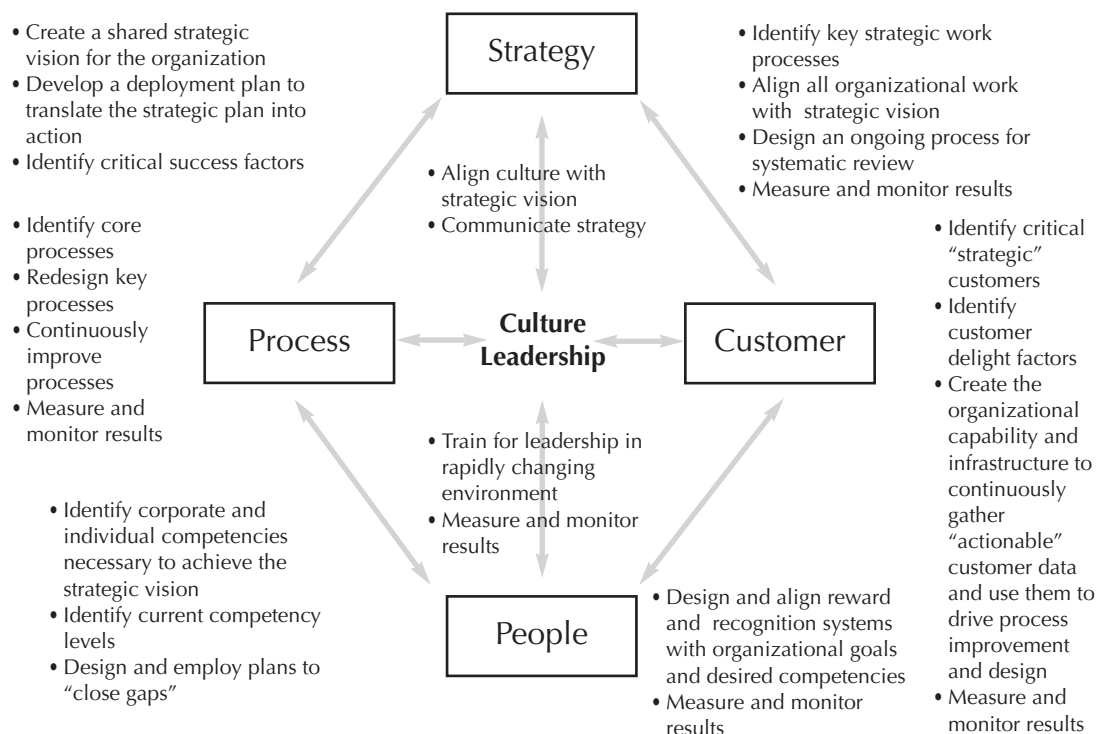 Strategy
• Create a shared strategic
vision for the organization
• Develop a deployment plan to
translate the strategic plan into
action
• Identify critical success factors
• Identify key strategic work
processes
• Align all organizational work
with strategic vision
• Design an ongoing process for
systematic review
• Measure and monitor results
• Align culture with
strategic vision
• Communicate strategy
• Identify core
processes
• Redesign key
processes
• Continuously
improve
processes
• Measure and
monitor results
Process
Culture
Leadership
Customer
• Identify critical
“strategic”
customers
• Identify
customer
delight factors
• Create the
organizational
capability and
infrastructure to
continuously
gather
“actionable”
customer data
and use them to
drive process
improvement
and design
• Measure and
monitor results
• Train for leadership in
rapidly changing
environment
• Measure and monitor
results
• Identify corporate and
individual competencies
necessary to achieve the
strategic vision
• Identify current competency
levels
• Design and employ plans to
“close gaps”
People
• Design and align reward
and recognition systems
with organizational goals
and desired competencies
• Measure and monitor
results